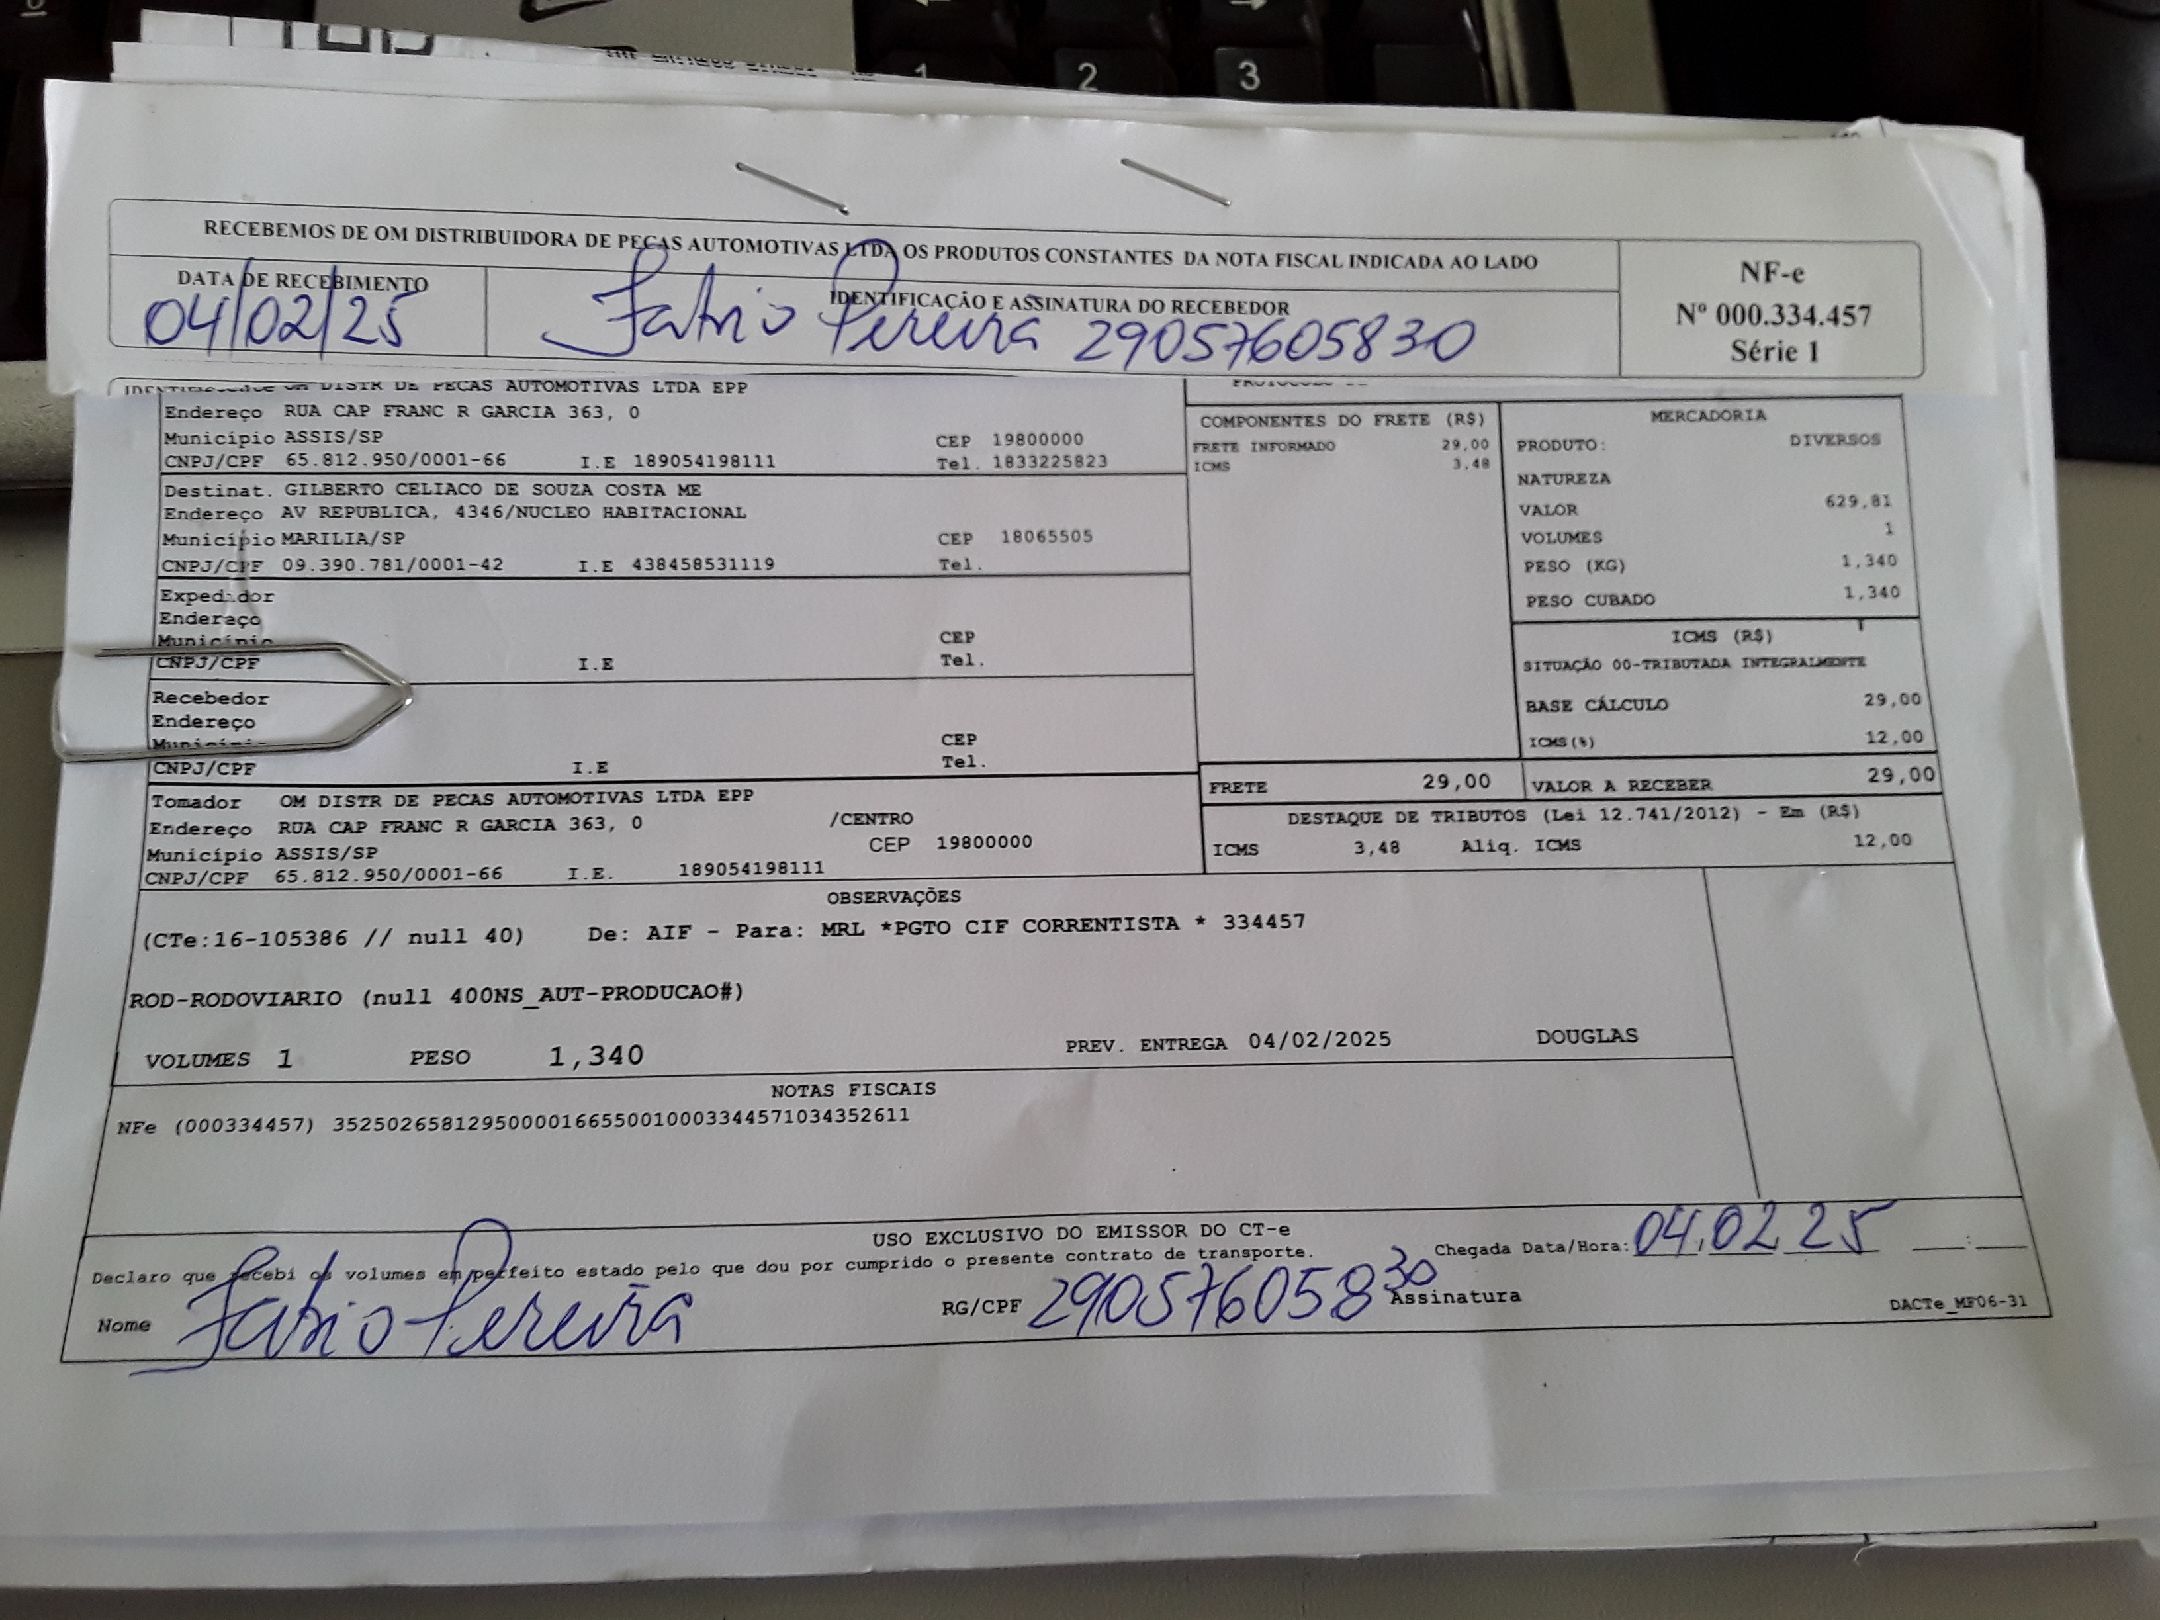 1 2 3
RECEBEMOS DE OM DISTRIBUIDORA DE PEÇAS AUTOMOTIVAS LTDA OS PRODUTOS CONSTANTES DA NOTA FISCAL INDICADA AO LADO
DATA DE RECEBIMENTO
04/02/25
IDENTIFICAÇÃO E ASSINATURA DO RECEBEDOR
Fabio Pereira 29057605830
NF-e
Nº 000.334.457
Série 1
DISTR DE PECAS AUTOMOTIVAS LTDA EPP
Endereço RUA CAP FRANC R GARCIA 363, 0
Município ASSIS/SP CEP 19800000
CNPJ/CPF 65.812.950/0001-66 I.E 189054198111 Tel. 1833225823
Destinat. GILBERTO CELIACO DE SOUZA COSTA ME
Endereço AV REPUBLICA, 4346/NUCLEO HABITACIONAL
Município MARILIA/SP CEP 18065505
CNPJ/CPF 09.390.781/0001-42 I.E 438458531119 Tel.
Expedidor
Endereço
Município CEP
CNPJ/CPF I.E Tel.
Recebedor
Endereço
Município CEP
CNPJ/CPF I.E Tel.
Tomador OM DISTR DE PECAS AUTOMOTIVAS LTDA EPP
Endereço RUA CAP FRANC R GARCIA 363, 0 /CENTRO
Município ASSIS/SP CEP 19800000
CNPJ/CPF 65.812.950/0001-66 I.E. 189054198111
COMPONENTES DO FRETE (R$)
FRETE INFORMADO 29,00
ICMS 3,48
MERCADORIA
PRODUTO: DIVERSOS
NATUREZA
VALOR 629,81
VOLUMES 1
PESO (KG) 1,340
PESO CUBADO 1,340
ICMS (R$)
SITUAÇÃO 00-TRIBUTADA INTEGRALMENTE
BASE CÁLCULO 29,00
ICMS(%) 12,00
FRETE 29,00 VALOR A RECEBER 29,00
DESTAQUE DE TRIBUTOS (Lei 12.741/2012) - Em (R$)
ICMS 3,48 Aliq. ICMS 12,00
OBSERVAÇÕES
(CTe:16-105386 // null 40) De: AIF - Para: MRL *PGTO CIF CORRENTISTA * 334457
ROD-RODOVIARIO (null 400NS_AUT-PRODUCAO#)
VOLUMES 1 PESO 1,340 PREV. ENTREGA 04/02/2025 DOUGLAS
NOTAS FISCAIS
NFe (000334457) 35250265812950000166550010003344571034352611
USO EXCLUSIVO DO EMISSOR DO CT-e
Declaro que recebi os volumes em perfeito estado pelo que dou por cumprido o presente contrato de transporte. Chegada Data/Hora: 04.02 25 __:__
Nome Fabio Pereira RG/CPF 29057605830 Assinatura
DACTe_MF06-31